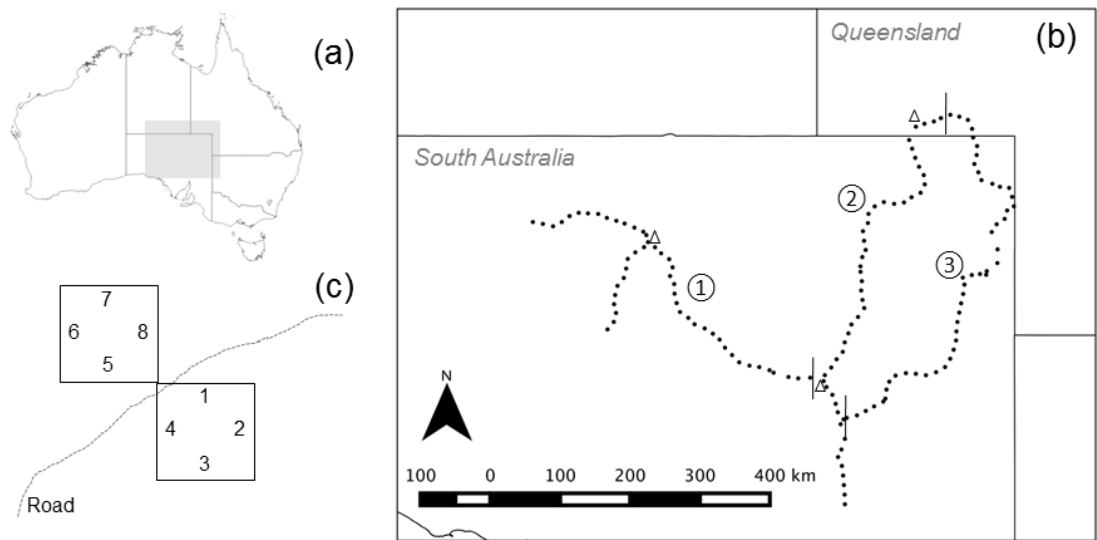 (a)
Queensland
(b)
South Australia
②
①
③
(c)
7
6 8
5
1
4 2
3
Road
N
100 0 100 200 300 400 km